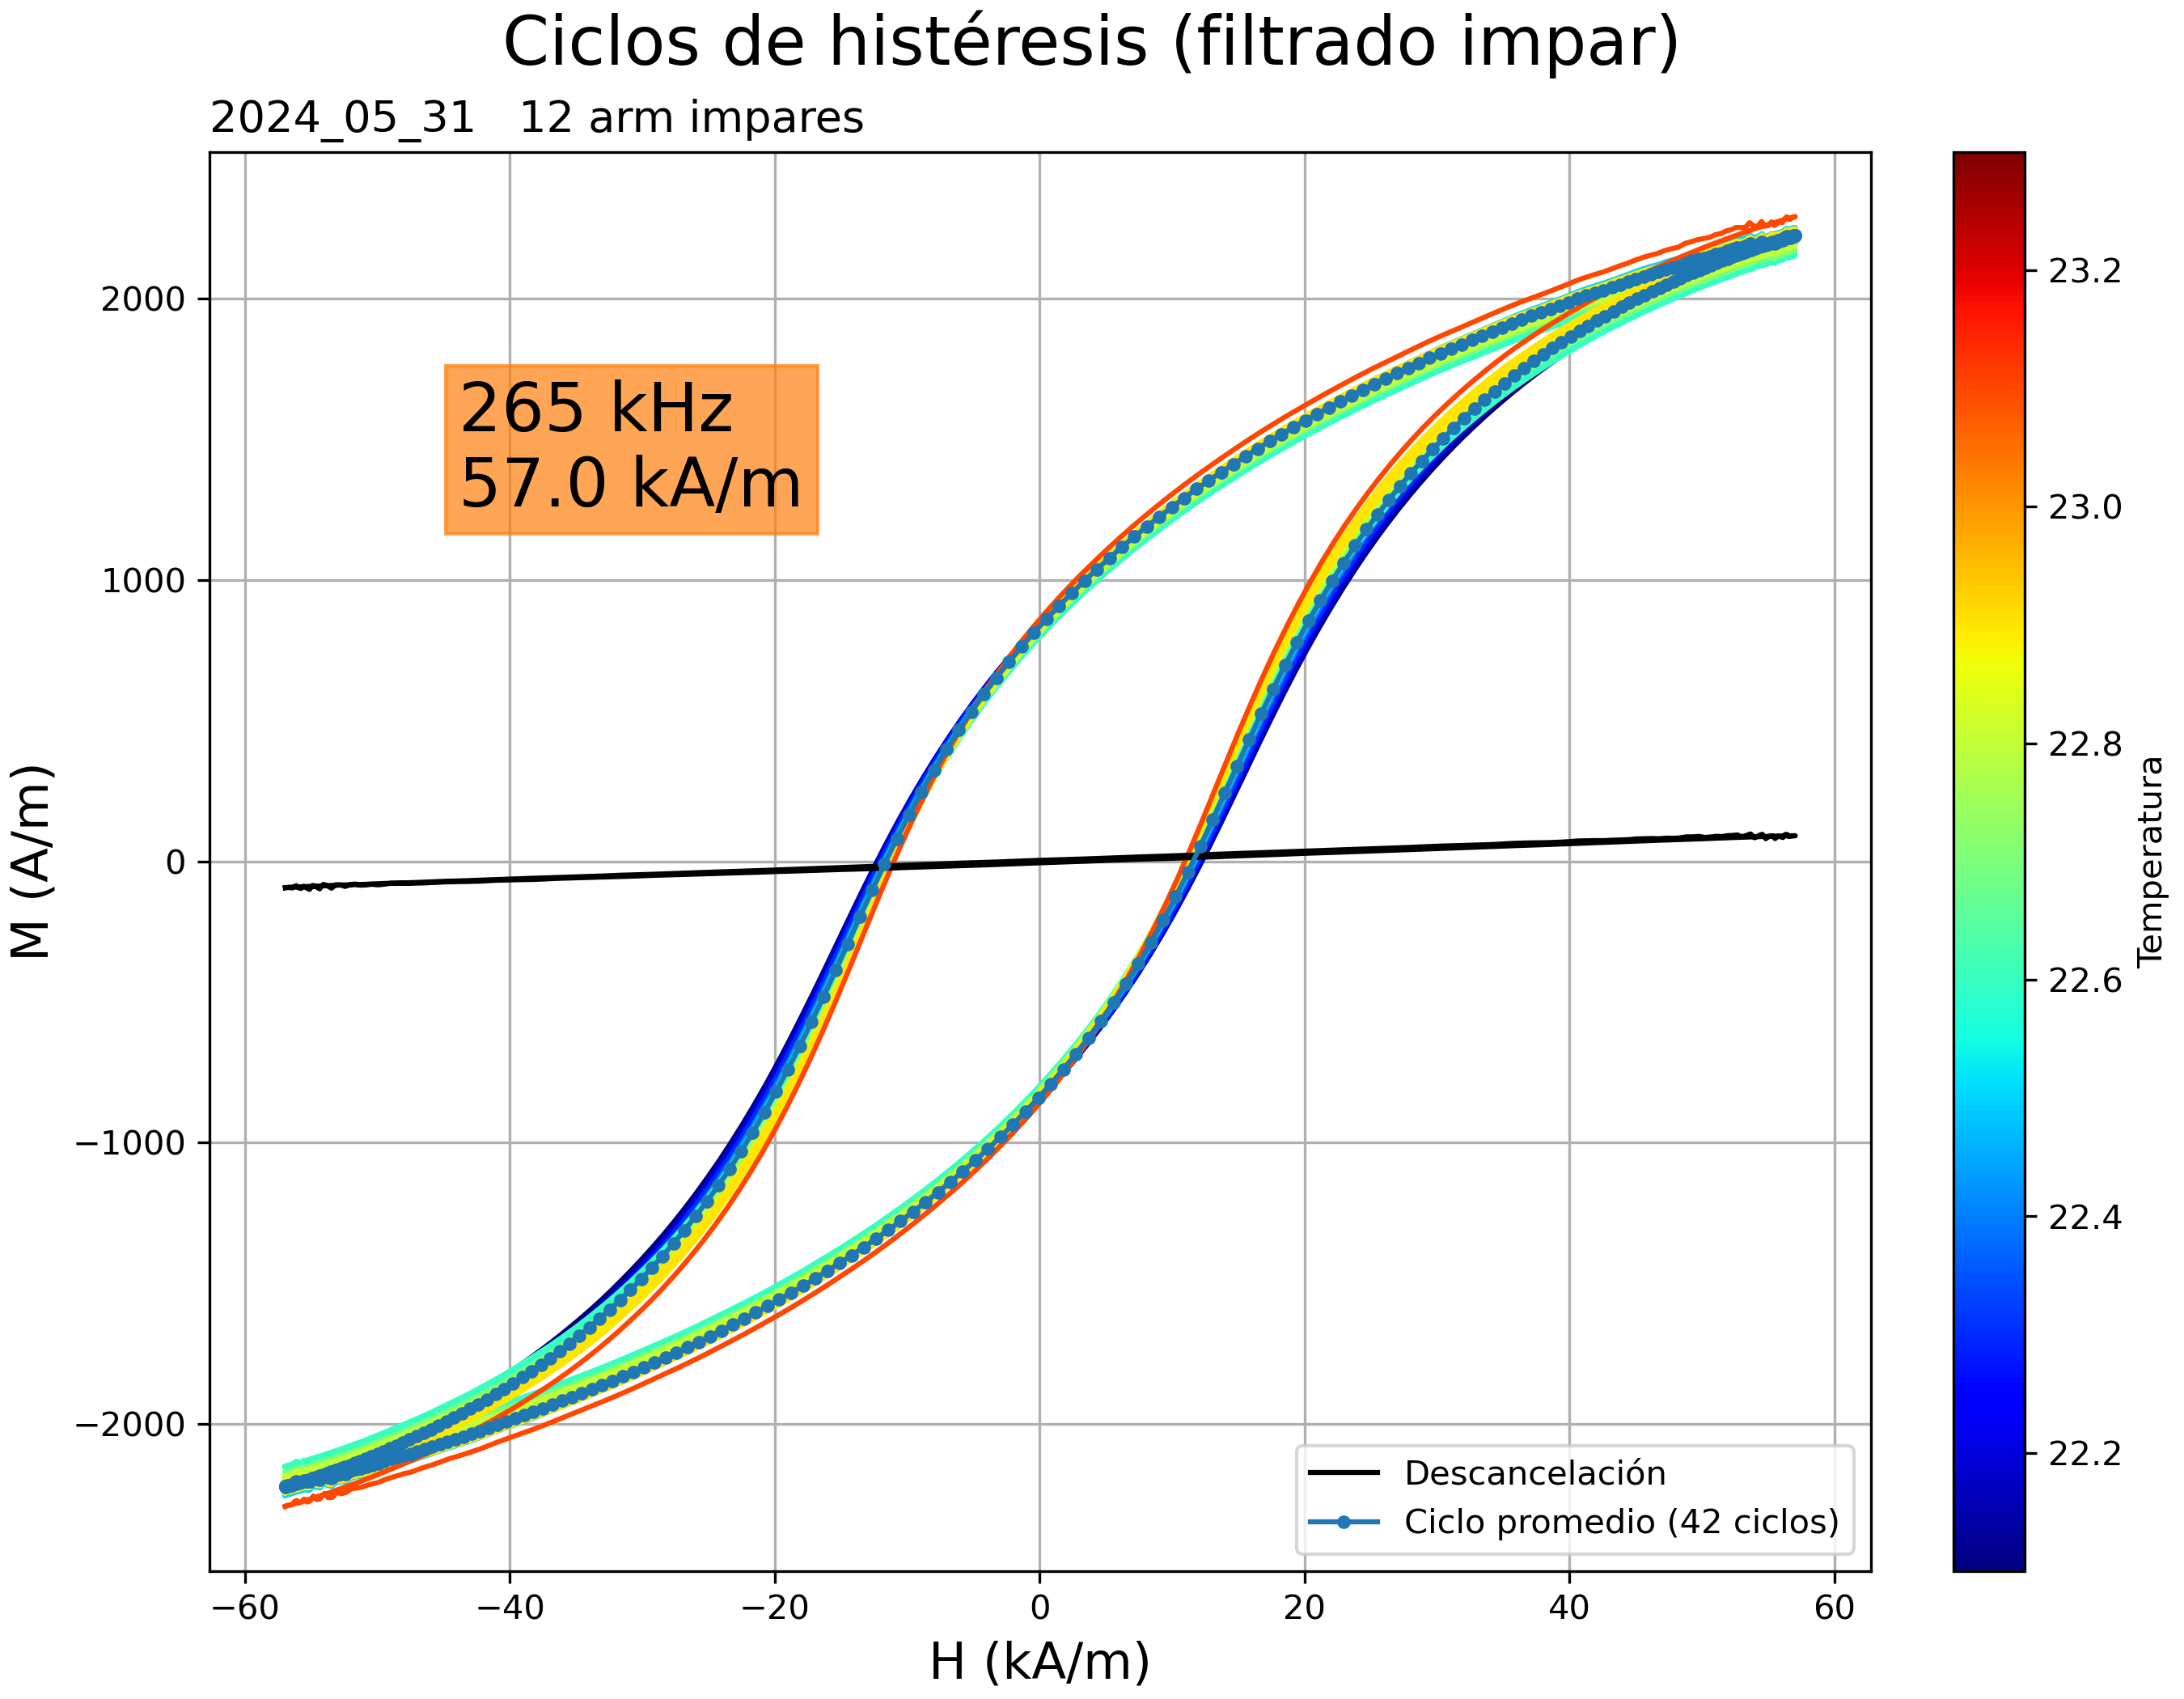 Ciclos de histéresis (filtrado impar)
2024_05_31   12 arm impares
265 kHz
57.0 kA/m
M (A/m)
2000
1000
0
−1000
−2000
−60
−40
−20
0
20
40
60
H (kA/m)
Descancelación
Ciclo promedio (42 ciclos)
23.2
23.0
22.8
22.6
22.4
22.2
Temperatura